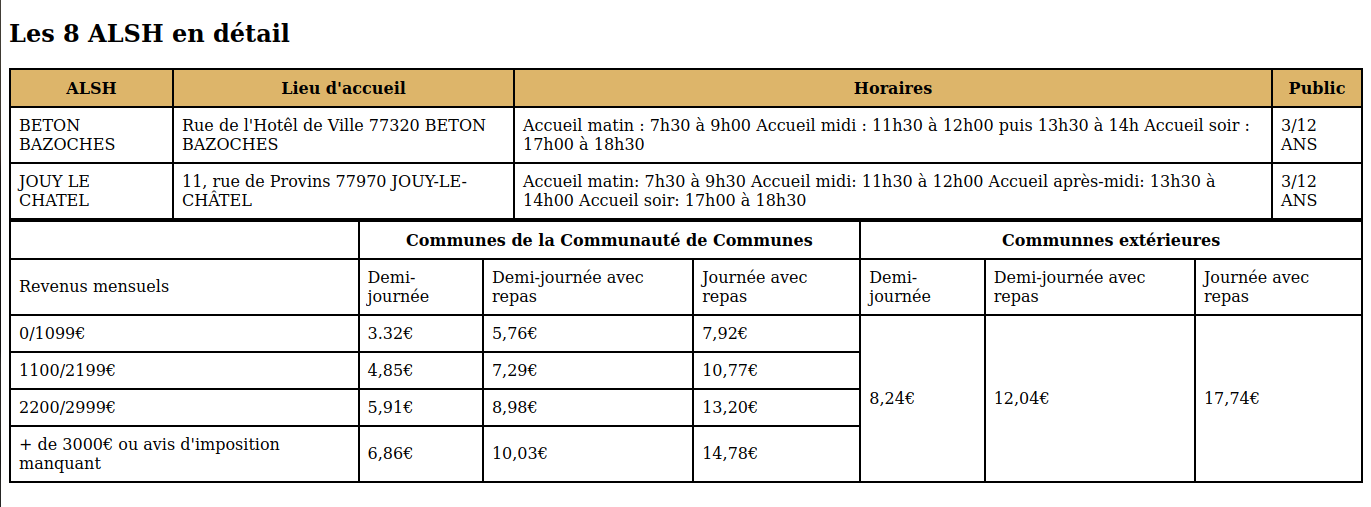 Les 8 ALSH en détail
ALSH Lieu d'accueil Horaires Public
BETON BAZOCHES Rue de l'Hotêl de Ville 77320 BETON BAZOCHES Accueil matin : 7h30 à 9h00 Accueil midi : 11h30 à 12h00 puis 13h30 à 14h Accueil soir : 17h00 à 18h30 3/12 ANS
JOUY LE CHATEL 11, rue de Provins 77970 JOUY-LE-CHÂTEL Accueil matin: 7h30 à 9h30 Accueil midi: 11h30 à 12h00 Accueil après-midi: 13h30 à 14h00 Accueil soir: 17h00 à 18h30 3/12 ANS
Communes de la Communauté de Communes Communnes extérieures
Revenus mensuels Demi-journée Demi-journée avec repas Journée avec repas Demi-journée Demi-journée avec repas Journée avec repas
0/1099€ 3.32€ 5,76€ 7,92€ 8,24€ 12,04€ 17,74€
1100/2199€ 4,85€ 7,29€ 10,77€
2200/2999€ 5,91€ 8,98€ 13,20€
+ de 3000€ ou avis d'imposition manquant 6,86€ 10,03€ 14,78€